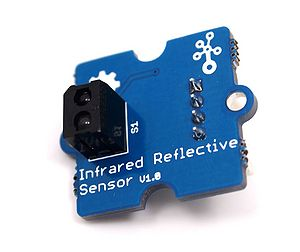 S1
Infrared Reflective
Sensor v1.0